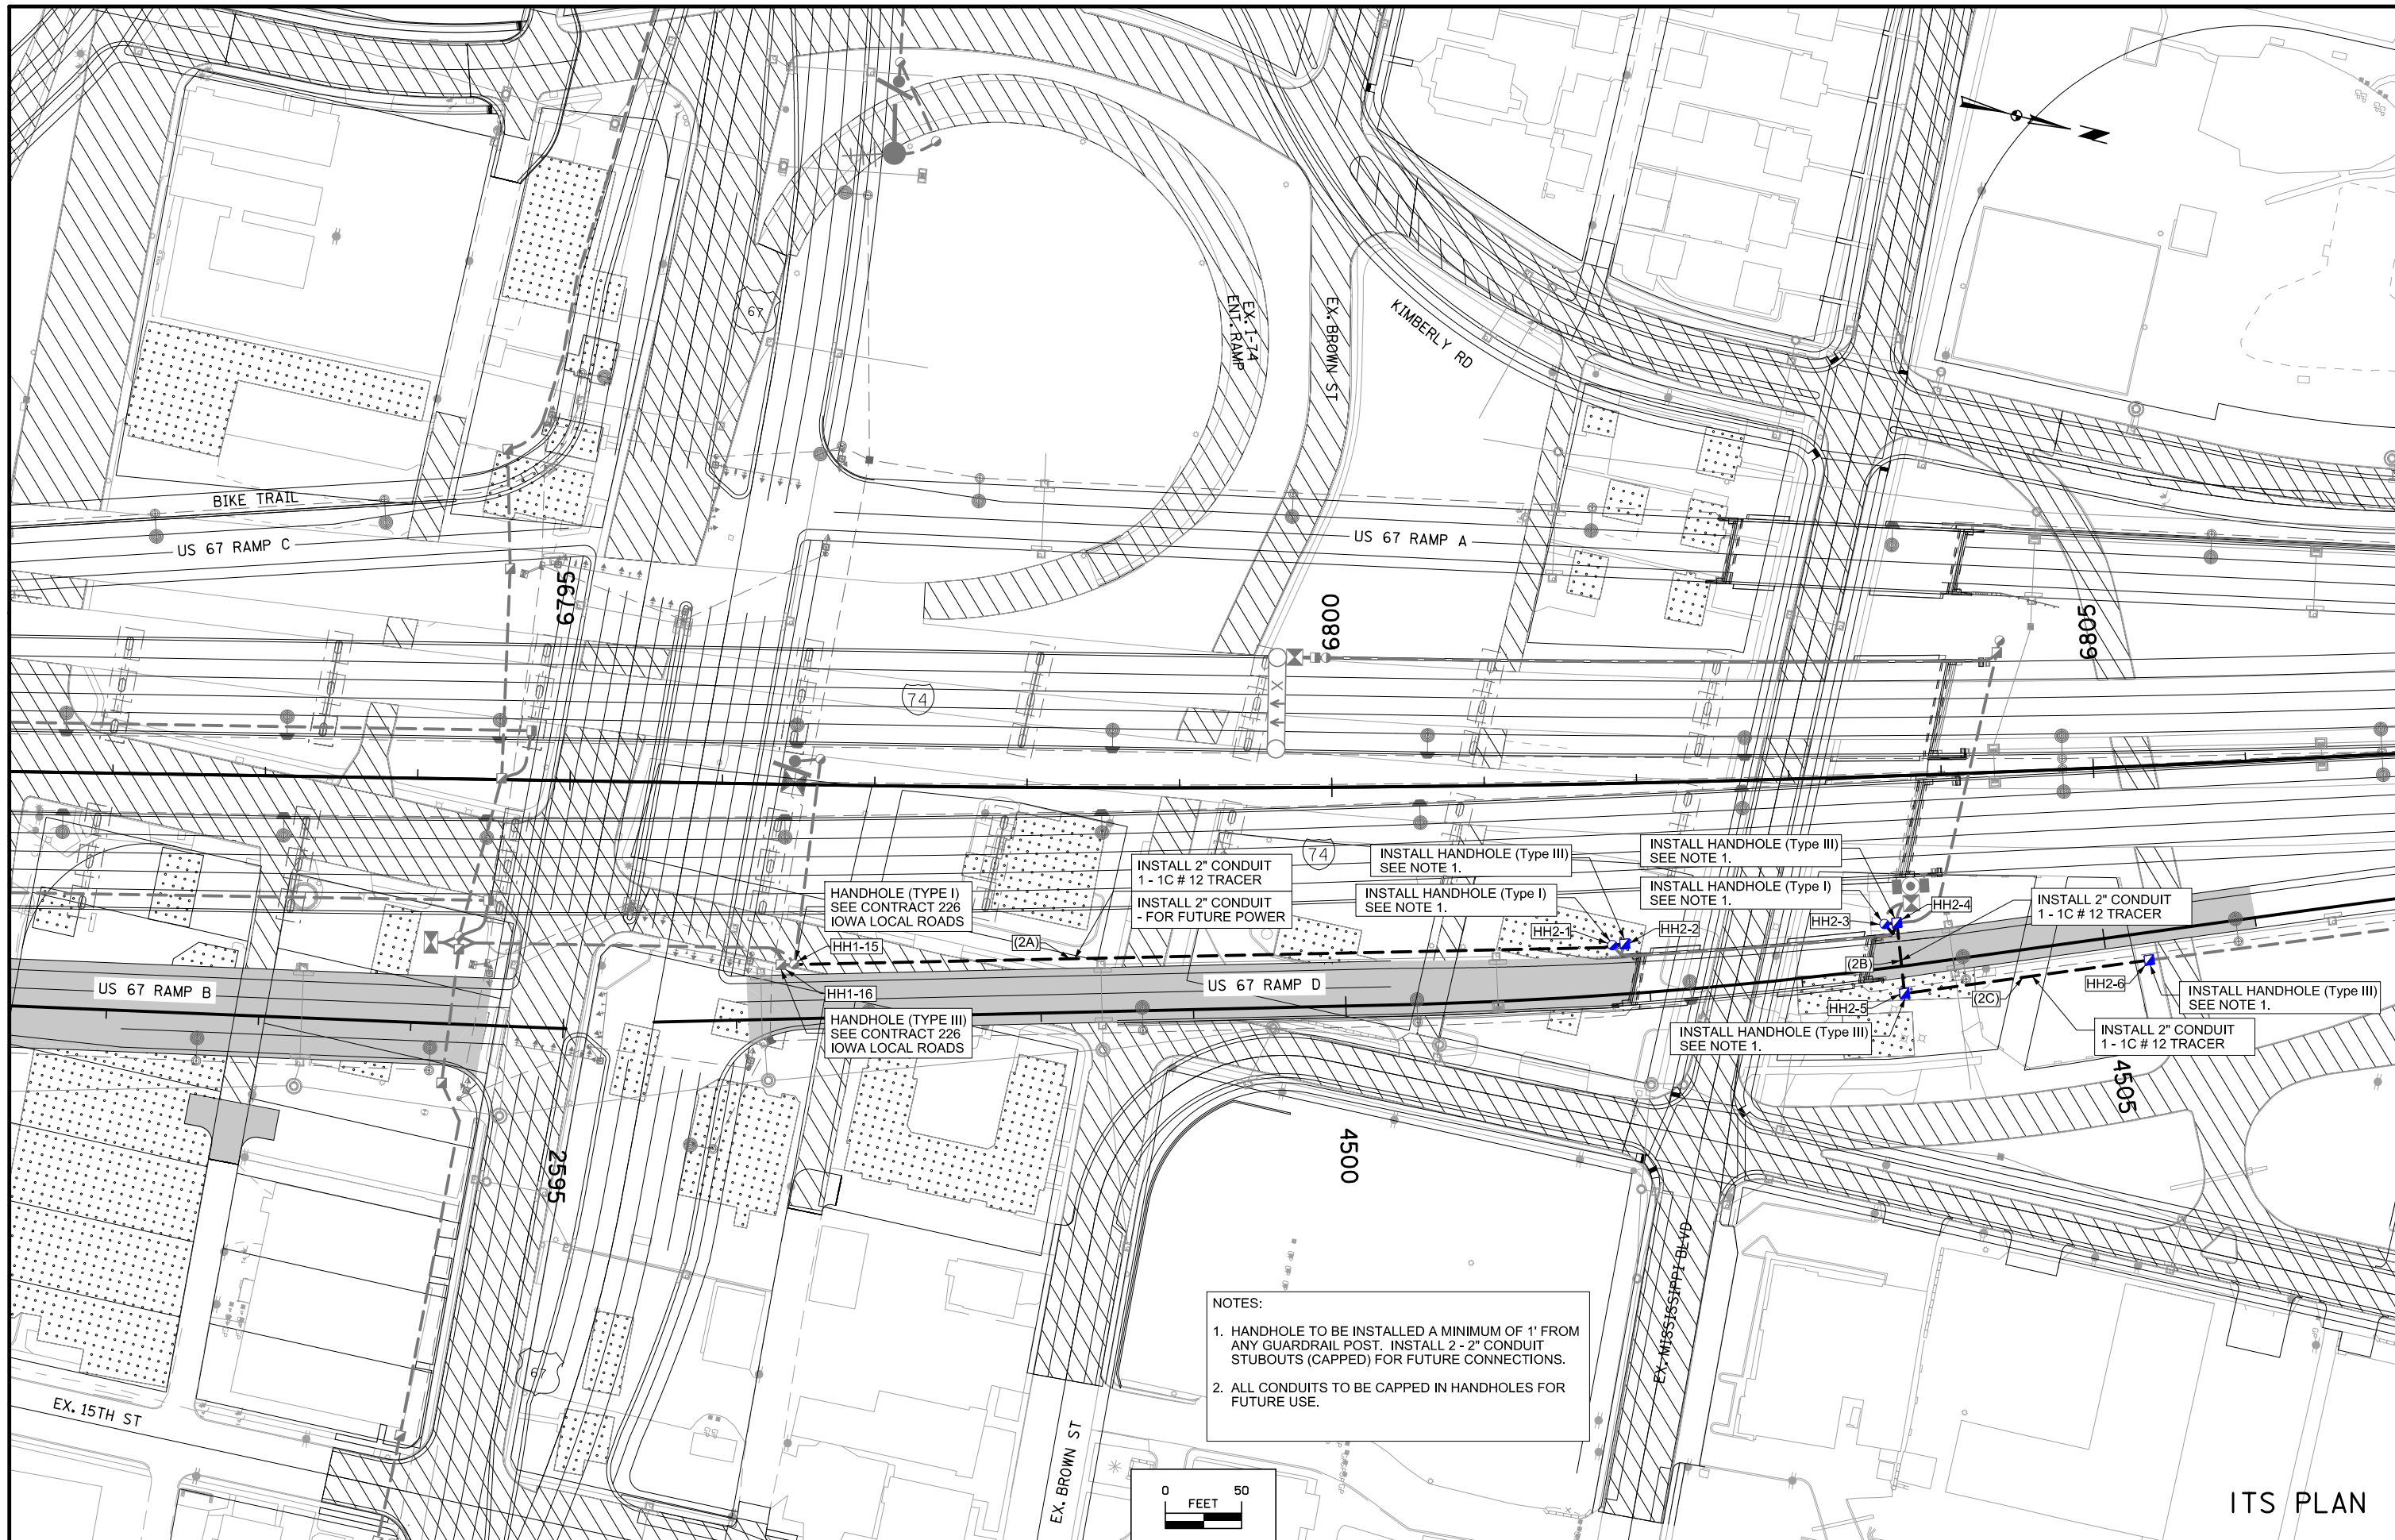 67
EX. I-74
ENT. RAMP
EX. BROWN ST
KIMBERLY RD
N
BIKE TRAIL
US 67 RAMP C
US 67 RAMP A
6795
6800
6805
74
INSTALL 2" CONDUIT
1 - 1C # 12 TRACER
INSTALL 2" CONDUIT
- FOR FUTURE POWER
74
INSTALL HANDHOLE (Type III)
SEE NOTE 1.
INSTALL HANDHOLE (Type I)
SEE NOTE 1.
INSTALL HANDHOLE (Type III)
SEE NOTE 1.
INSTALL HANDHOLE (Type I)
SEE NOTE 1.
INSTALL 2" CONDUIT
1 - 1C # 12 TRACER
HANDHOLE (TYPE I)
SEE CONTRACT 226
IOWA LOCAL ROADS
HH1-15
(2A)
HH2-1
HH2-2
HH2-3
HH2-4
(2B)
HH1-16
HANDHOLE (TYPE III)
SEE CONTRACT 226
IOWA LOCAL ROADS
US 67 RAMP B
US 67 RAMP D
HH2-5
(2C)
HH2-6
INSTALL HANDHOLE (Type III)
SEE NOTE 1.
INSTALL HANDHOLE (Type III)
SEE NOTE 1.
INSTALL 2" CONDUIT
1 - 1C # 12 TRACER
2595
4500
4505
EX. MISSISSIPPI BLVD
67
EX. 15TH ST
EX. BROWN ST
NOTES:
1. HANDHOLE TO BE INSTALLED A MINIMUM OF 1' FROM
ANY GUARDRAIL POST. INSTALL 2 - 2" CONDUIT
STUBOUTS (CAPPED) FOR FUTURE CONNECTIONS.
2. ALL CONDUITS TO BE CAPPED IN HANDHOLES FOR
FUTURE USE.
0 50
FEET
ITS PLAN